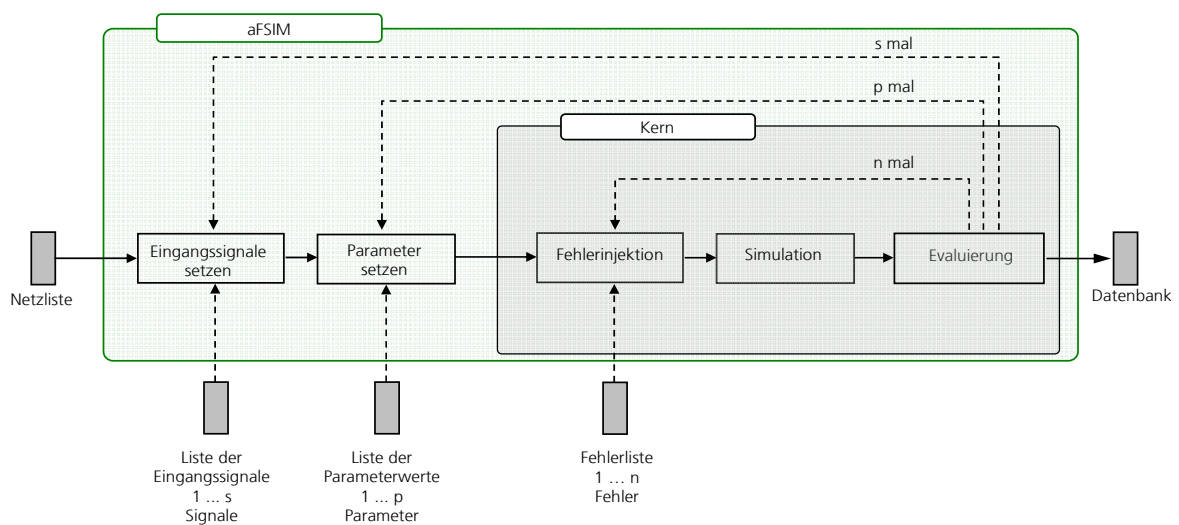 aFSIM
s mal
p mal
Kern
n mal
Eingangssignale
setzen
Parameter
setzen
Fehlerinjektion
Simulation
Evaluierung
Netzliste
Datenbank
Liste der
Eingangssignale
1 ... s
Signale
Liste der
Parameterwerte
1 ... p
Parameter
Fehlerliste
1 ... n
Fehler